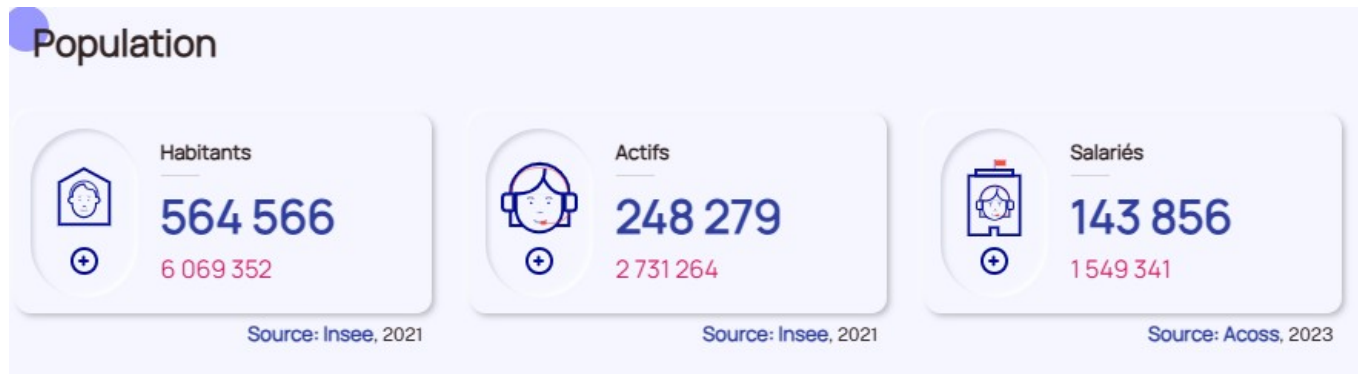 Population
Habitants
564 566
6 069 352
Source: Insee, 2021
Actifs
248 279
2 731 264
Source: Insee, 2021
Salariés
143 856
1 549 341
Source: Acoss, 2023